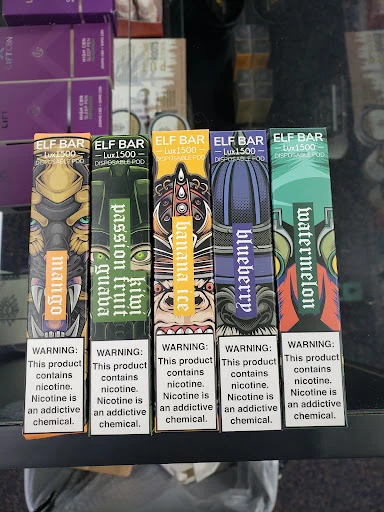 ELF BAR
Lux1500
DISPOSABLE POD
mango
WARNING:
This product
contains
nicotine.
Nicotine is
an addictive
chemical.
ELF BAR
Lux1500
DISPOSABLE POD
kiwi
passion fruit
guava
WARNING:
This product
contains
nicotine.
Nicotine is
an addictive
chemical.
ELF BAR
Lux1500
DISPOSABLE POD
banana ice
WARNING:
This product
contains
nicotine.
Nicotine is
an addictive
chemical.
ELF BAR
Lux1500
DISPOSABLE POD
blueberry
WARNING:
This product
contains
nicotine.
Nicotine is
an addictive
chemical.
ELF BAR
Lux1500
DISPOSABLE POD
watermelon
WARNING:
This product
contains
nicotine.
Nicotine is
an addictive
chemical.